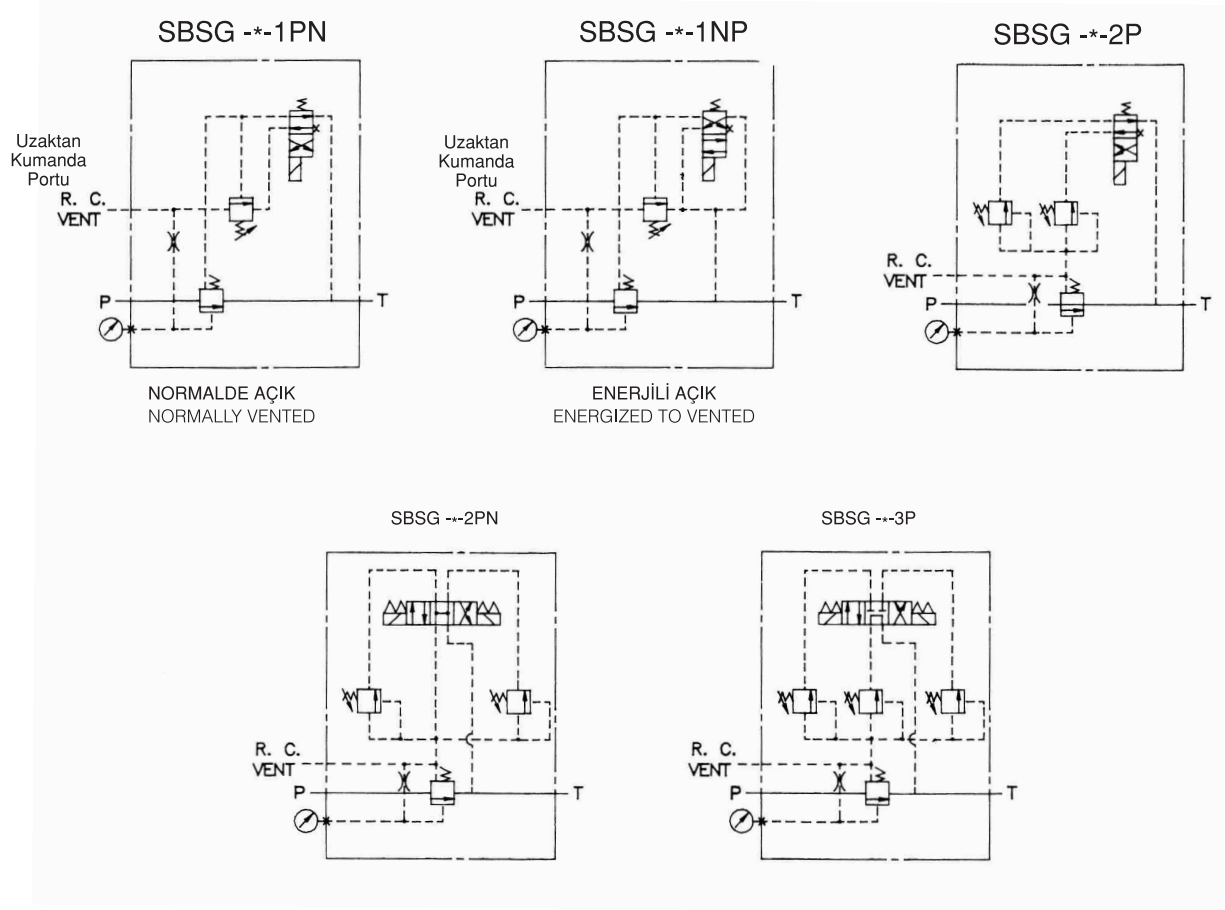 SBSG -*-1PN
SBSG -*-1NP
SBSG -*-2P
Uzaktan
Kumanda
Portu
R. C.
VENT
P
T
NORMALDE AÇIK
NORMALLY VENTED
Uzaktan
Kumanda
Portu
R. C.
VENT
P
T
ENERJİLİ AÇIK
ENERGIZED TO VENTED
R. C.
VENT
P
T
SBSG -*-2PN
SBSG -*-3P
R. C.
VENT
P
T
R. C.
VENT
P
T